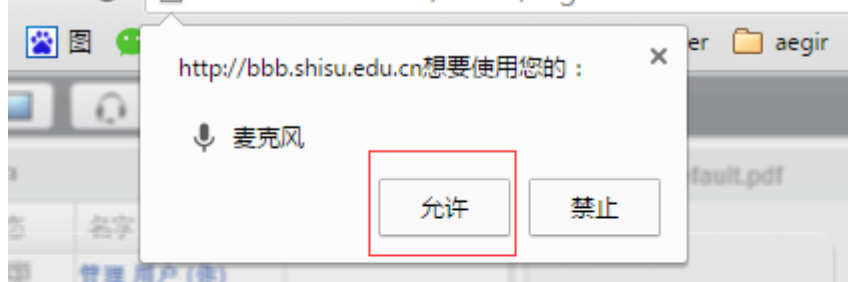 图
er
aegir
http://bbb.shisu.edu.cn想要使用您的：
麦克风
允许
禁止
efault.pdf
名字
管理 用户 (你)